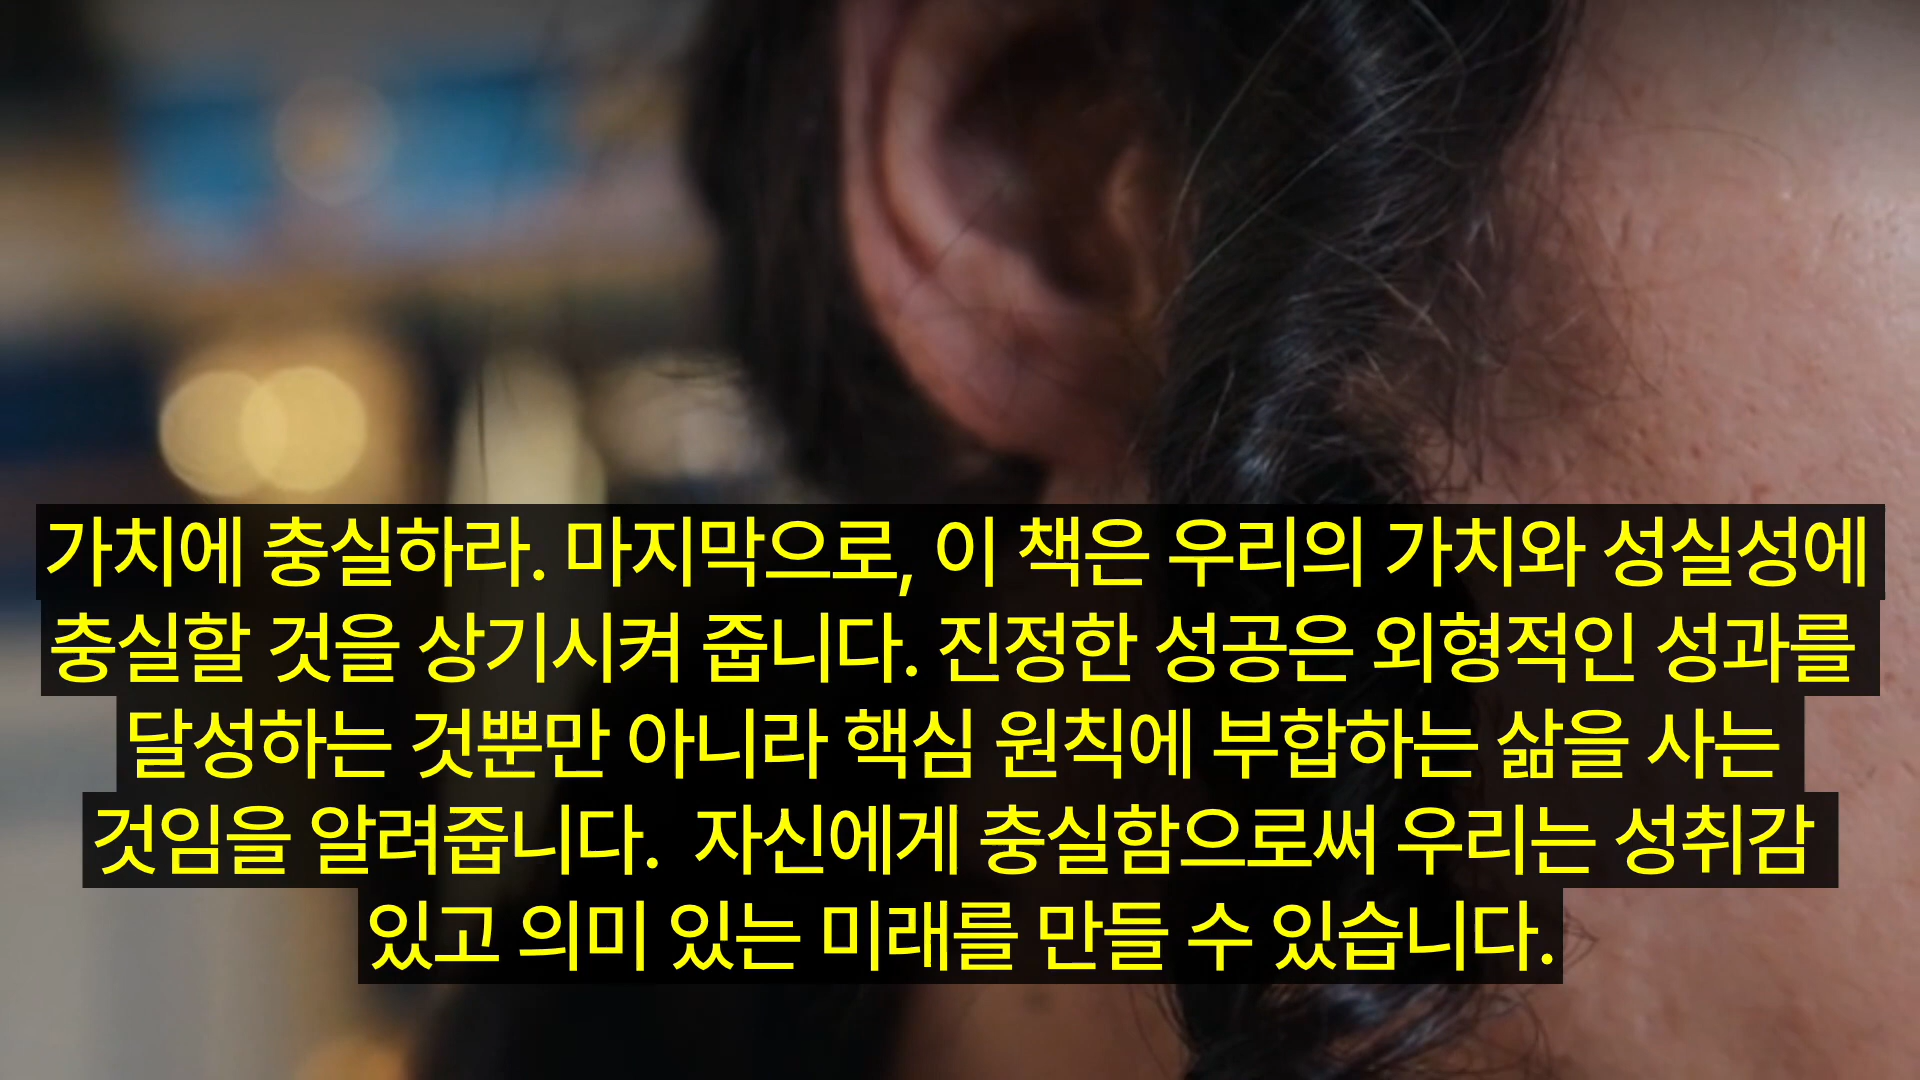 가치에 충실하라. 마지막으로, 이 책은 우리의 가치와 성실성에
충실할 것을 상기시켜 줍니다. 진정한 성공은 외형적인 성과를
달성하는 것뿐만 아니라 핵심 원칙에 부합하는 삶을 사는
것임을 알려줍니다.  자신에게 충실함으로써 우리는 성취감
있고 의미 있는 미래를 만들 수 있습니다.